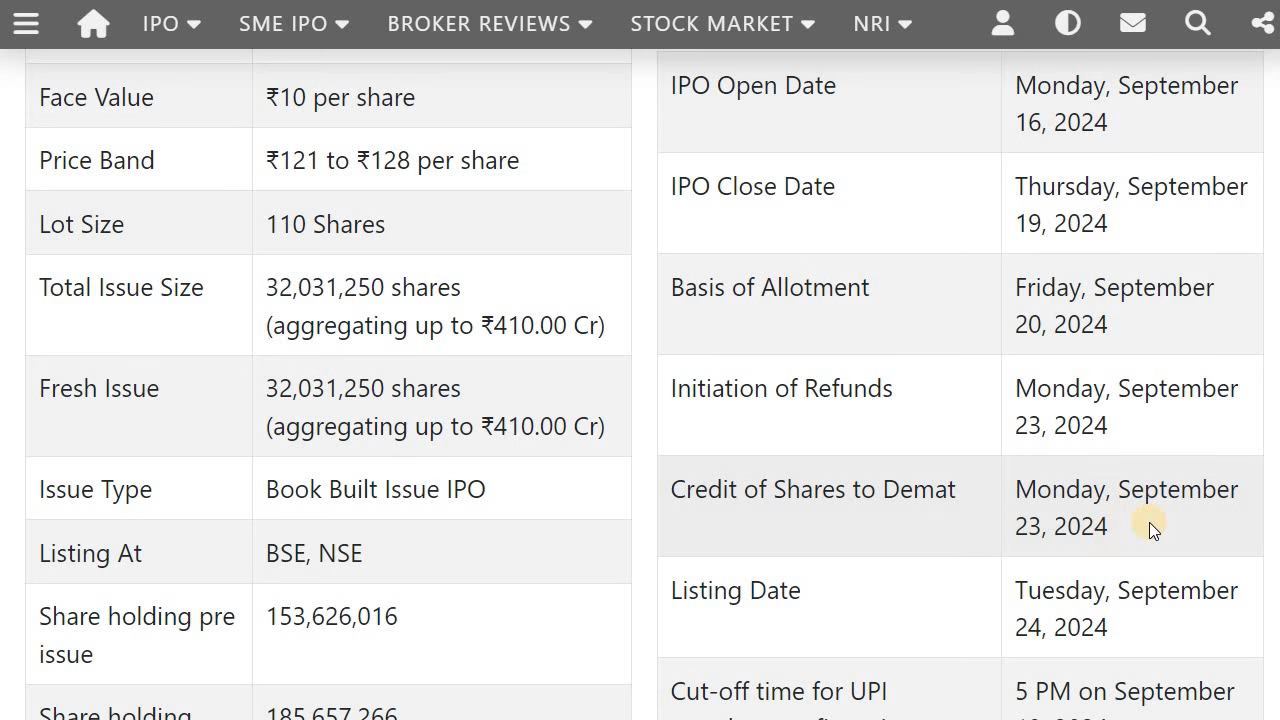 IPO SME IPO BROKER REVIEWS STOCK MARKET NRI
Face Value ₹10 per share
Price Band ₹121 to ₹128 per share
Lot Size 110 Shares
Total Issue Size 32,031,250 shares
(aggregating up to ₹410.00 Cr)
Fresh Issue 32,031,250 shares
(aggregating up to ₹410.00 Cr)
Issue Type Book Built Issue IPO
Listing At BSE, NSE
Share holding pre 153,626,016
issue
Share holding 185,657,266
IPO Open Date Monday, September
16, 2024
IPO Close Date Thursday, September
19, 2024
Basis of Allotment Friday, September
20, 2024
Initiation of Refunds Monday, September
23, 2024
Credit of Shares to Demat Monday, September
23, 2024
Listing Date Tuesday, September
24, 2024
Cut-off time for UPI 5 PM on September